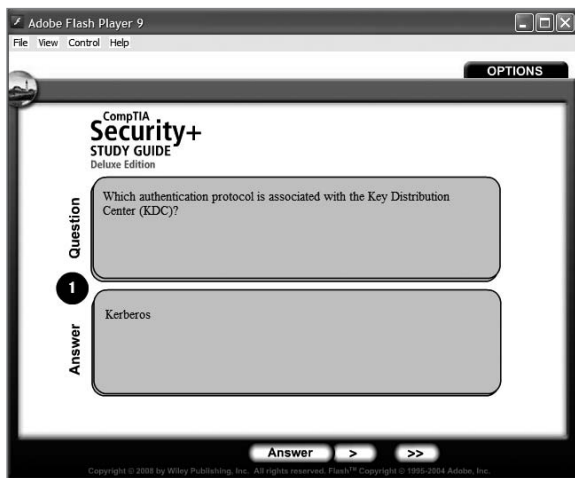 Adobe Flash Player 9
File View Control Help
OPTIONS
CompTIA
Security+
STUDY GUIDE
Deluxe Edition
Question
Which authentication protocol is associated with the Key Distribution
Center (KDC)?
1
Answer
Kerberos
Answer > >>
Copyright © 2008 by Wiley Publishing, Inc. All rights reserved. Flash™ Copyright © 1995-2004 Adobe, Inc.